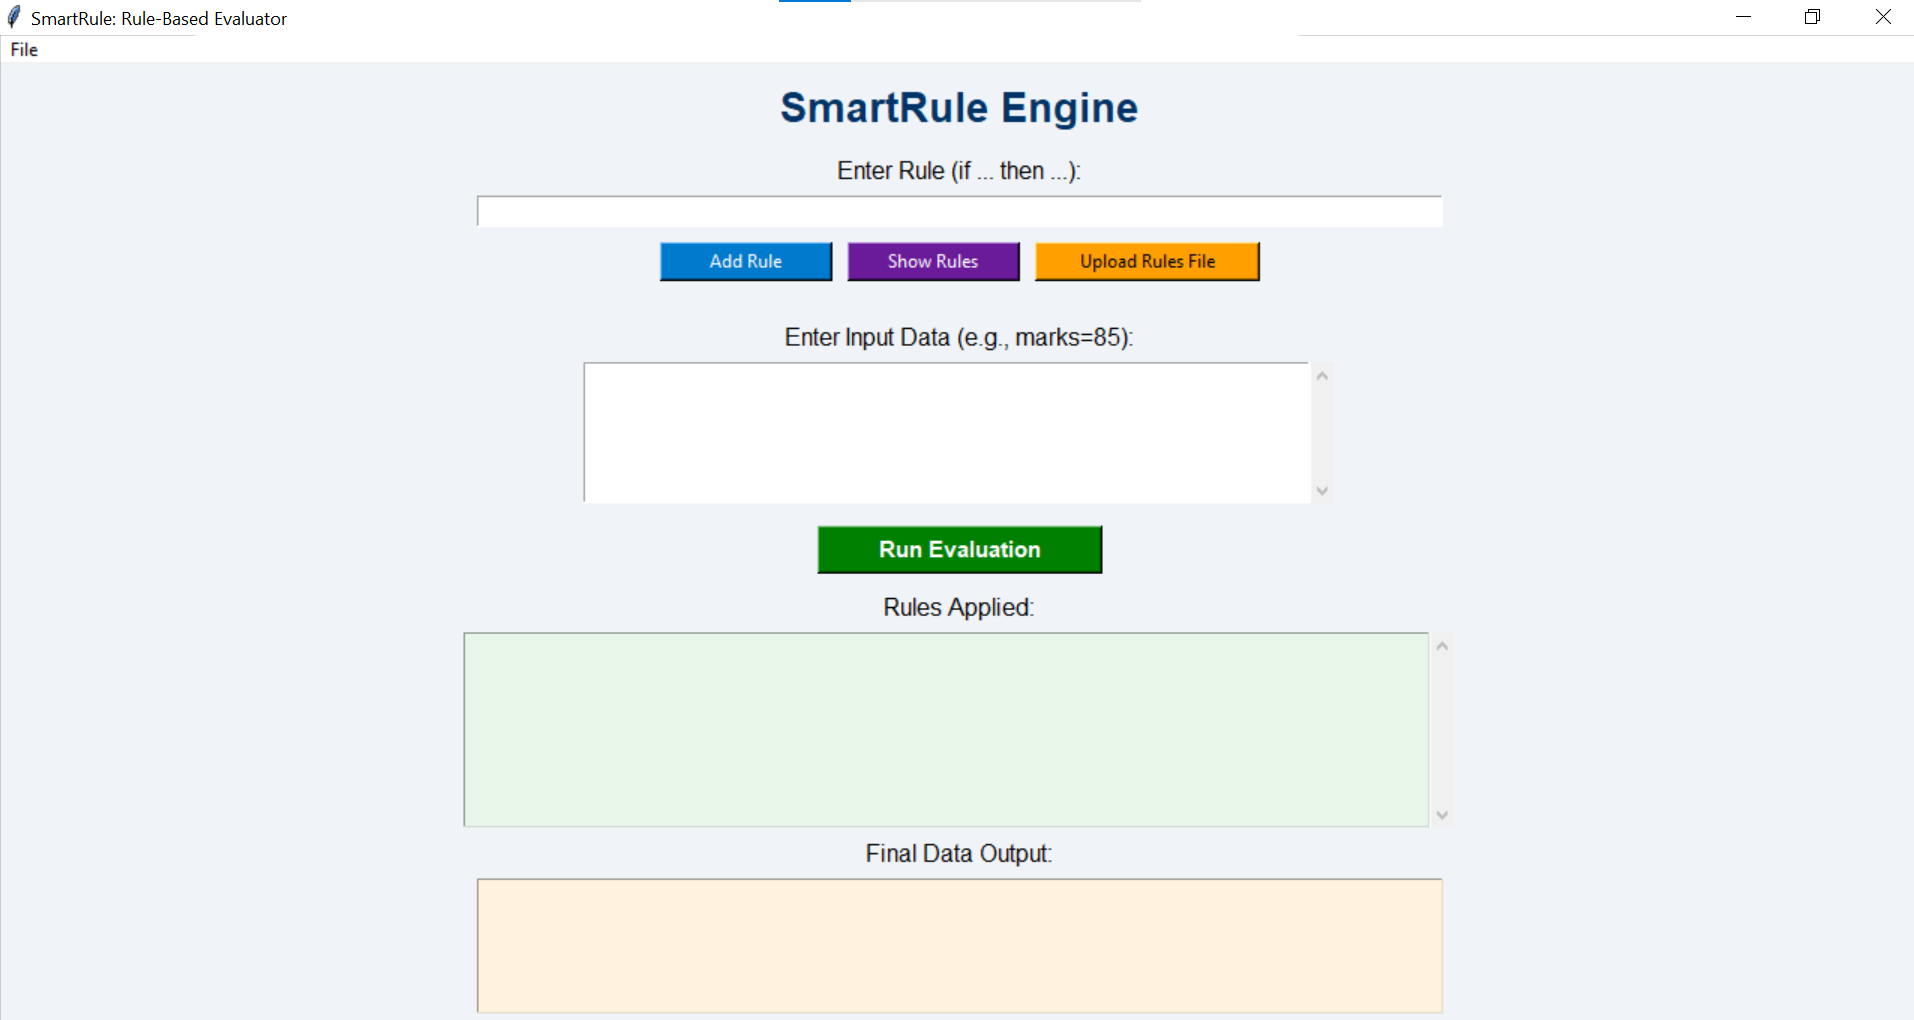 SmartRule: Rule-Based Evaluator
File
SmartRule Engine
Enter Rule (if ... then ...):
Add Rule
Show Rules
Upload Rules File
Enter Input Data (e.g., marks=85):
Run Evaluation
Rules Applied:
Final Data Output: